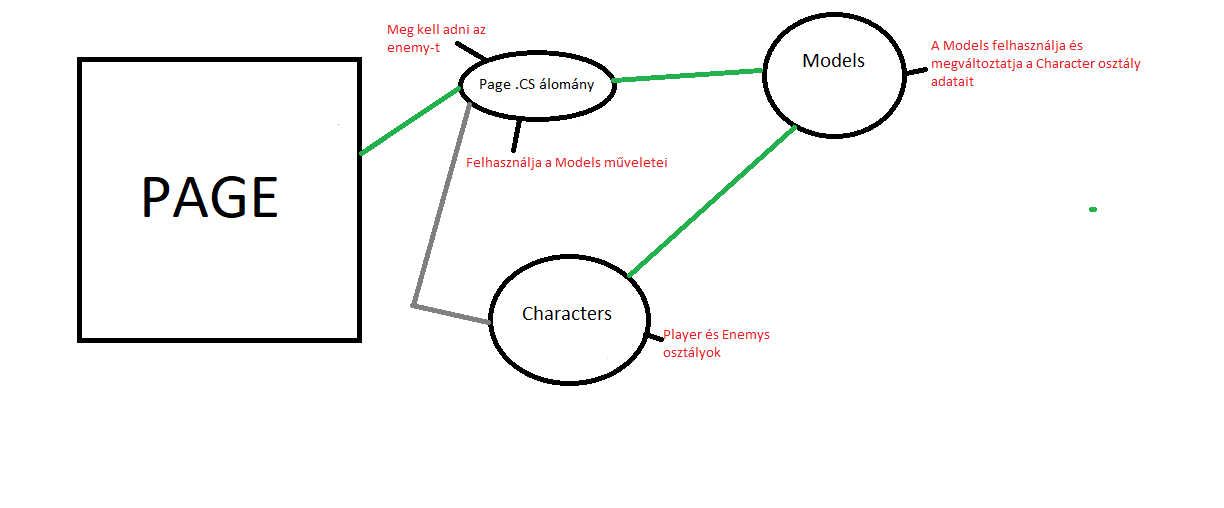 Meg kell adni az
enemy-t
Page .CS álomány
Felhasználja a Models műveletei
Models
A Models felhasználja és
megváltoztatja a Character osztály
adatait
PAGE
Characters
Player és Enemys
osztályok